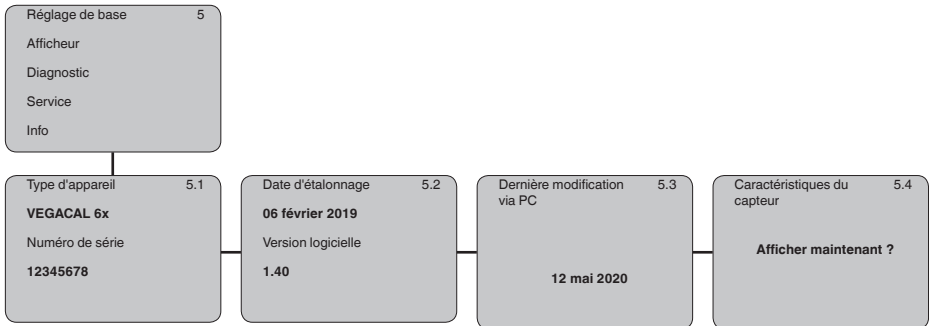 Réglage de base 5
Afficheur
Diagnostic
Service
Info
Type d'appareil 5.1
VEGACAL 6x
Numéro de série
12345678
Date d'étalonnage 5.2
06 février 2019
Version logicielle
1.40
Dernière modification 5.3
via PC
12 mai 2020
Caractéristiques du 5.4
capteur
Afficher maintenant ?